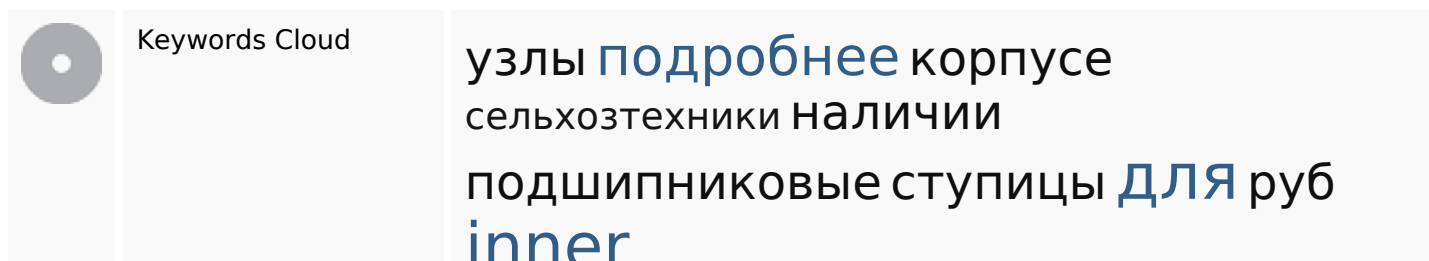 Keywords Cloud
узлы подробнее корпусе
сельхозтехники наличии
подшипниковые ступицы для руб
inner